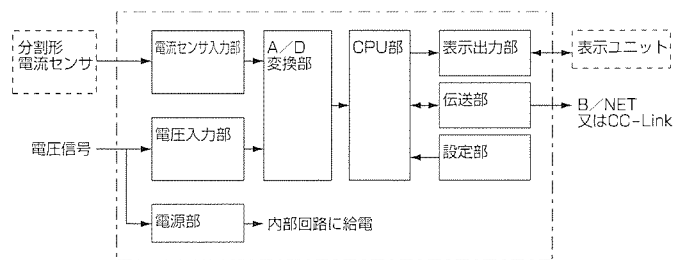 分割形
電流センサ
電流センサ入力部
A/D
変換部
CPU部
表示出力部
表示ユニット
伝送部
B/NET
又はCC-Link
電圧信号
電圧入力部
設定部
電源部
内部回路に給電